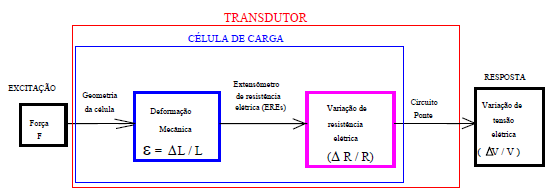 TRANSDUTOR
CÉLULA DE CARGA
EXCITAÇÃO
Força
F
Geometria
da célula
Deformação
Mecânica
Ɛ = ΔL / L
Extensômetro
de resistência
elétrica (EREs)
Variação de
resistência
elétrica
(Δ R / R)
Circuito
Ponte
RESPOSTA
Variação de
tensão
elétrica
( ΔV / V )